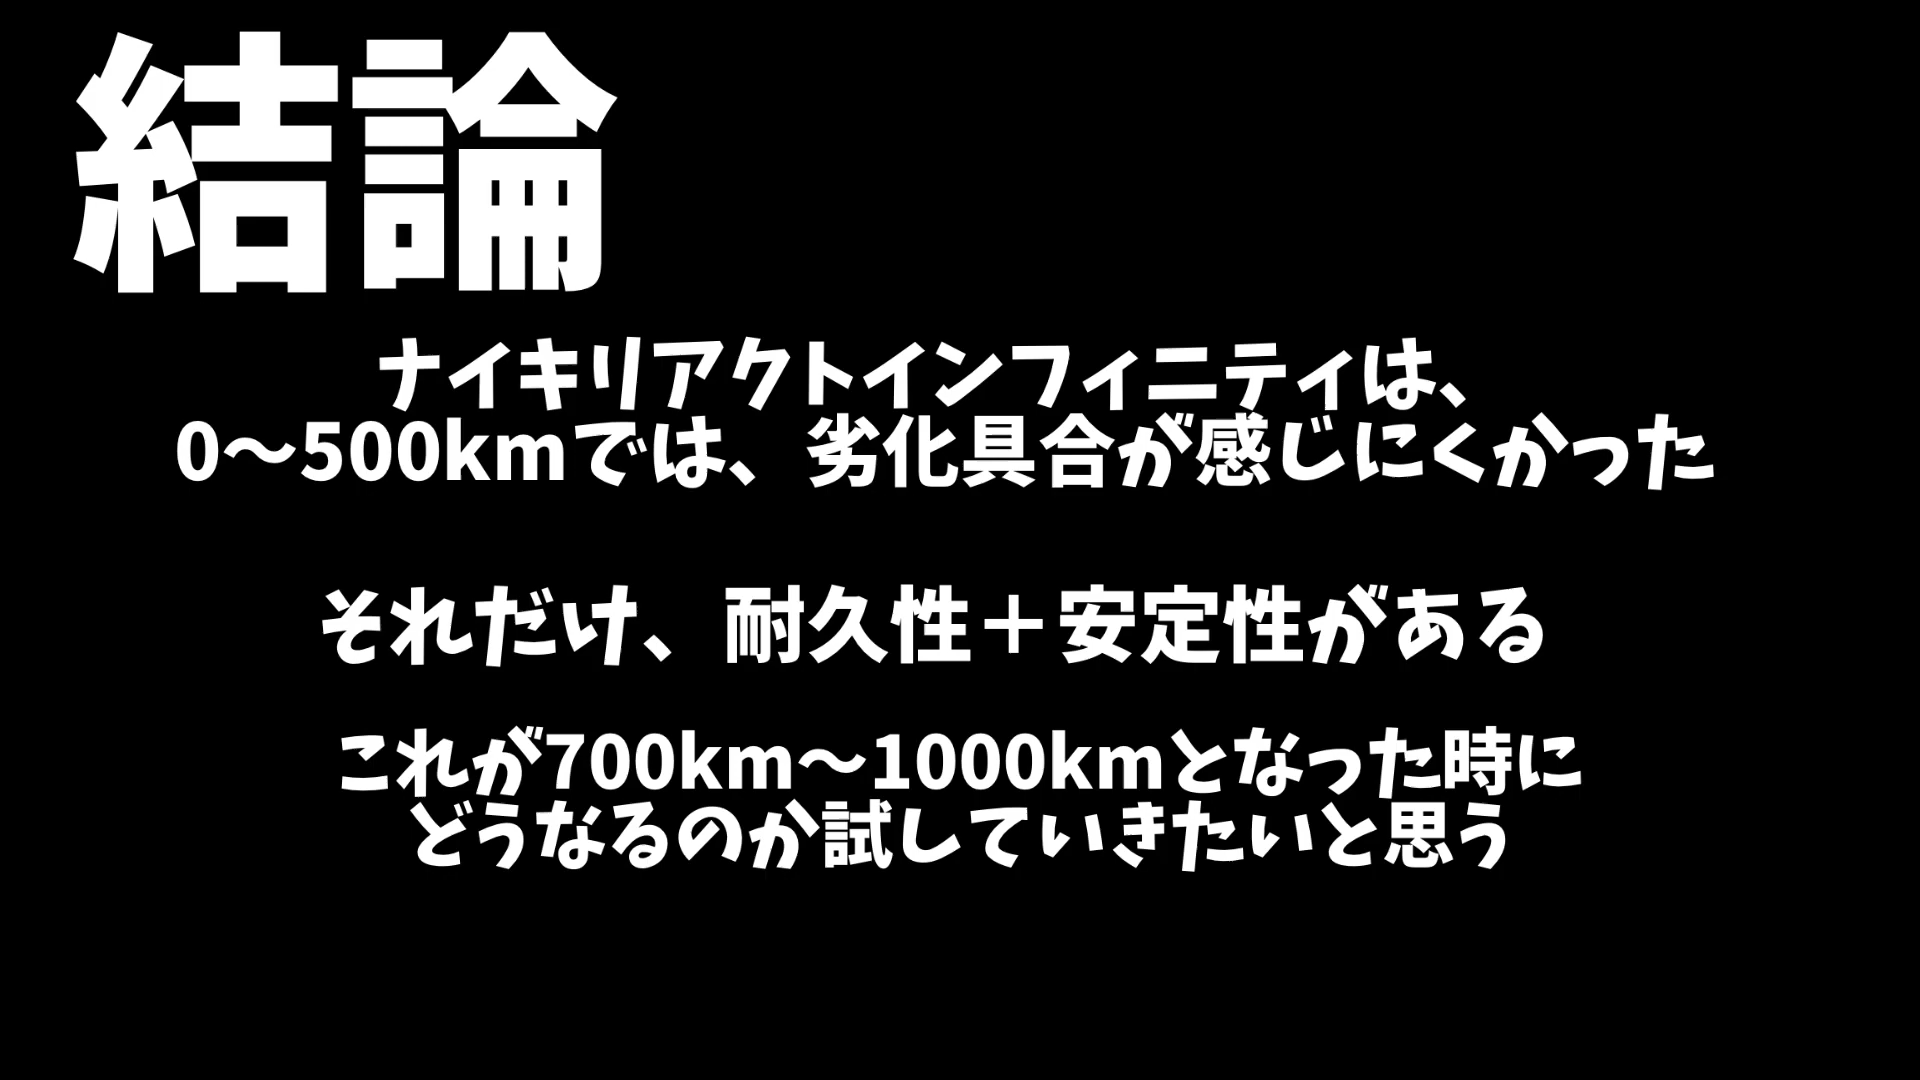 結論
ナイキリアクトインフィニティは、
0〜500kmでは、劣化具合が感じにくかった
それだけ、耐久性＋安定性がある
これが700km〜1000kmとなった時に
どうなるのか試していきたいと思う